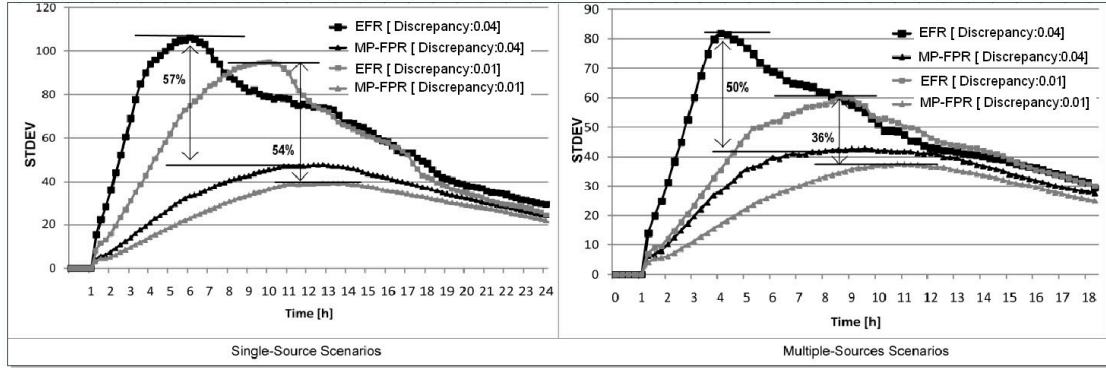 120
100
80
60
40
20
0
STDEV
EFR [ Discrepancy:0.04]
MP-FPR [ Discrepancy:0.04]
EFR [ Discrepancy:0.01]
MP-FPR [ Discrepancy:0.01]
57%
54%
1 2 3 4 5 6 7 8 9 10 11 12 13 14 15 16 17 18 19 20 21 22 23 24
Time [h]
Single-Source Scenarios
90
80
70
60
50
40
30
20
10
0
STDEV
EFR [ Discrepancy:0.04]
MP-FPR [ Discrepancy:0.04]
EFR [ Discrepancy:0.01]
MP-FPR [ Discrepancy:0.01]
50%
36%
0 1 2 3 4 5 6 7 8 9 10 11 12 13 14 15 16 17 18
Time [h]
Multiple-Sources Scenarios